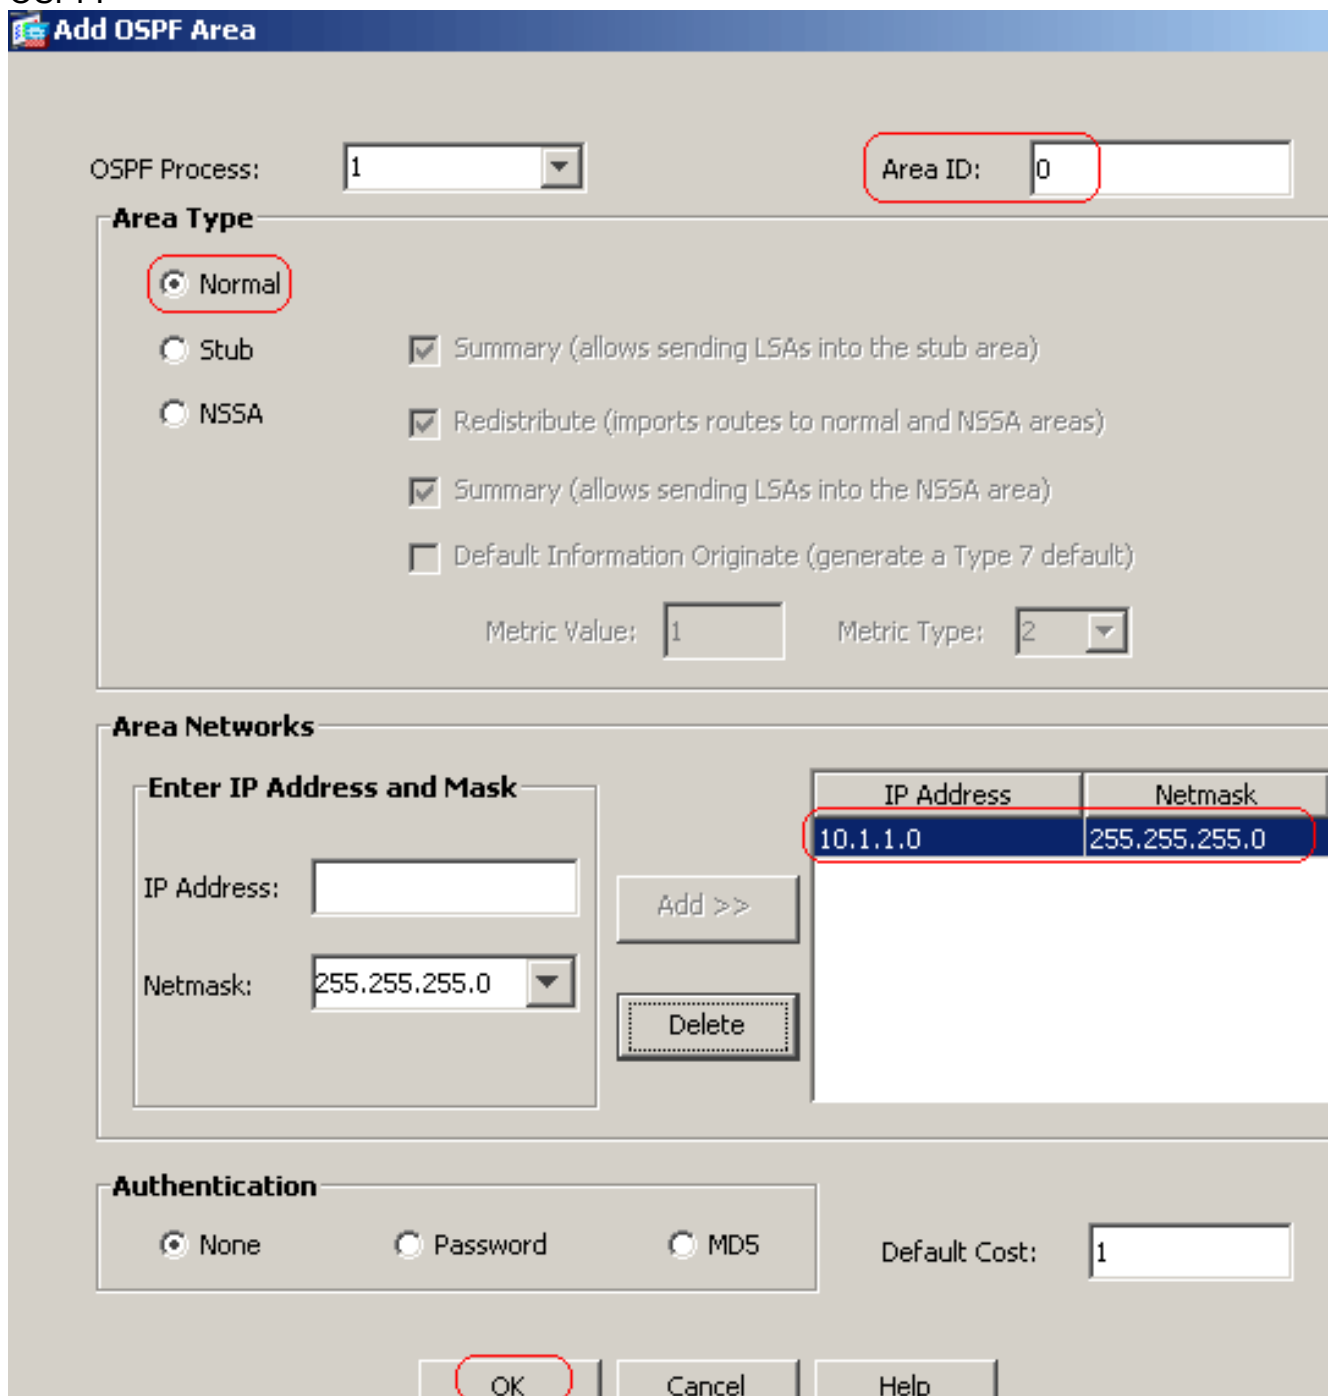 Add OSPF Area
OSPF Process: 1 Area ID: 0
Area Type
Normal
Stub Summary (allows sending LSAs into the stub area)
NSSA Redistribute (imports routes to normal and NSSA areas)
Summary (allows sending LSAs into the NSSA area)
Default Information Originate (generate a Type 7 default)
Metric Value: 1 Metric Type: 2
Area Networks
Enter IP Address and Mask
IP Address Netmask
10.1.1.0 255.255.255.0
IP Address:
Add >>
Netmask: 255.255.255.0
Delete
Authentication
None Password MD5 Default Cost: 1
OK Cancel Help